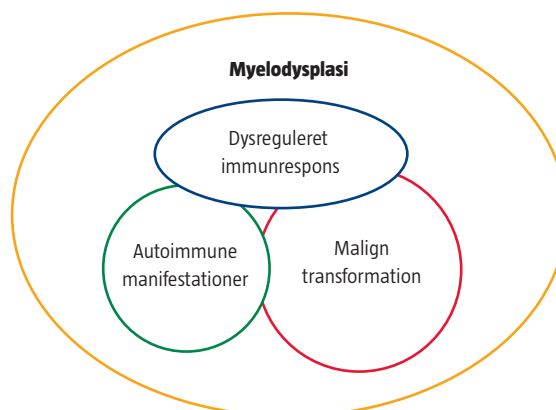 Myelodysplasi
Dysreguleret
immunrespons
Autoimmune
manifestationer
Malign
transformation